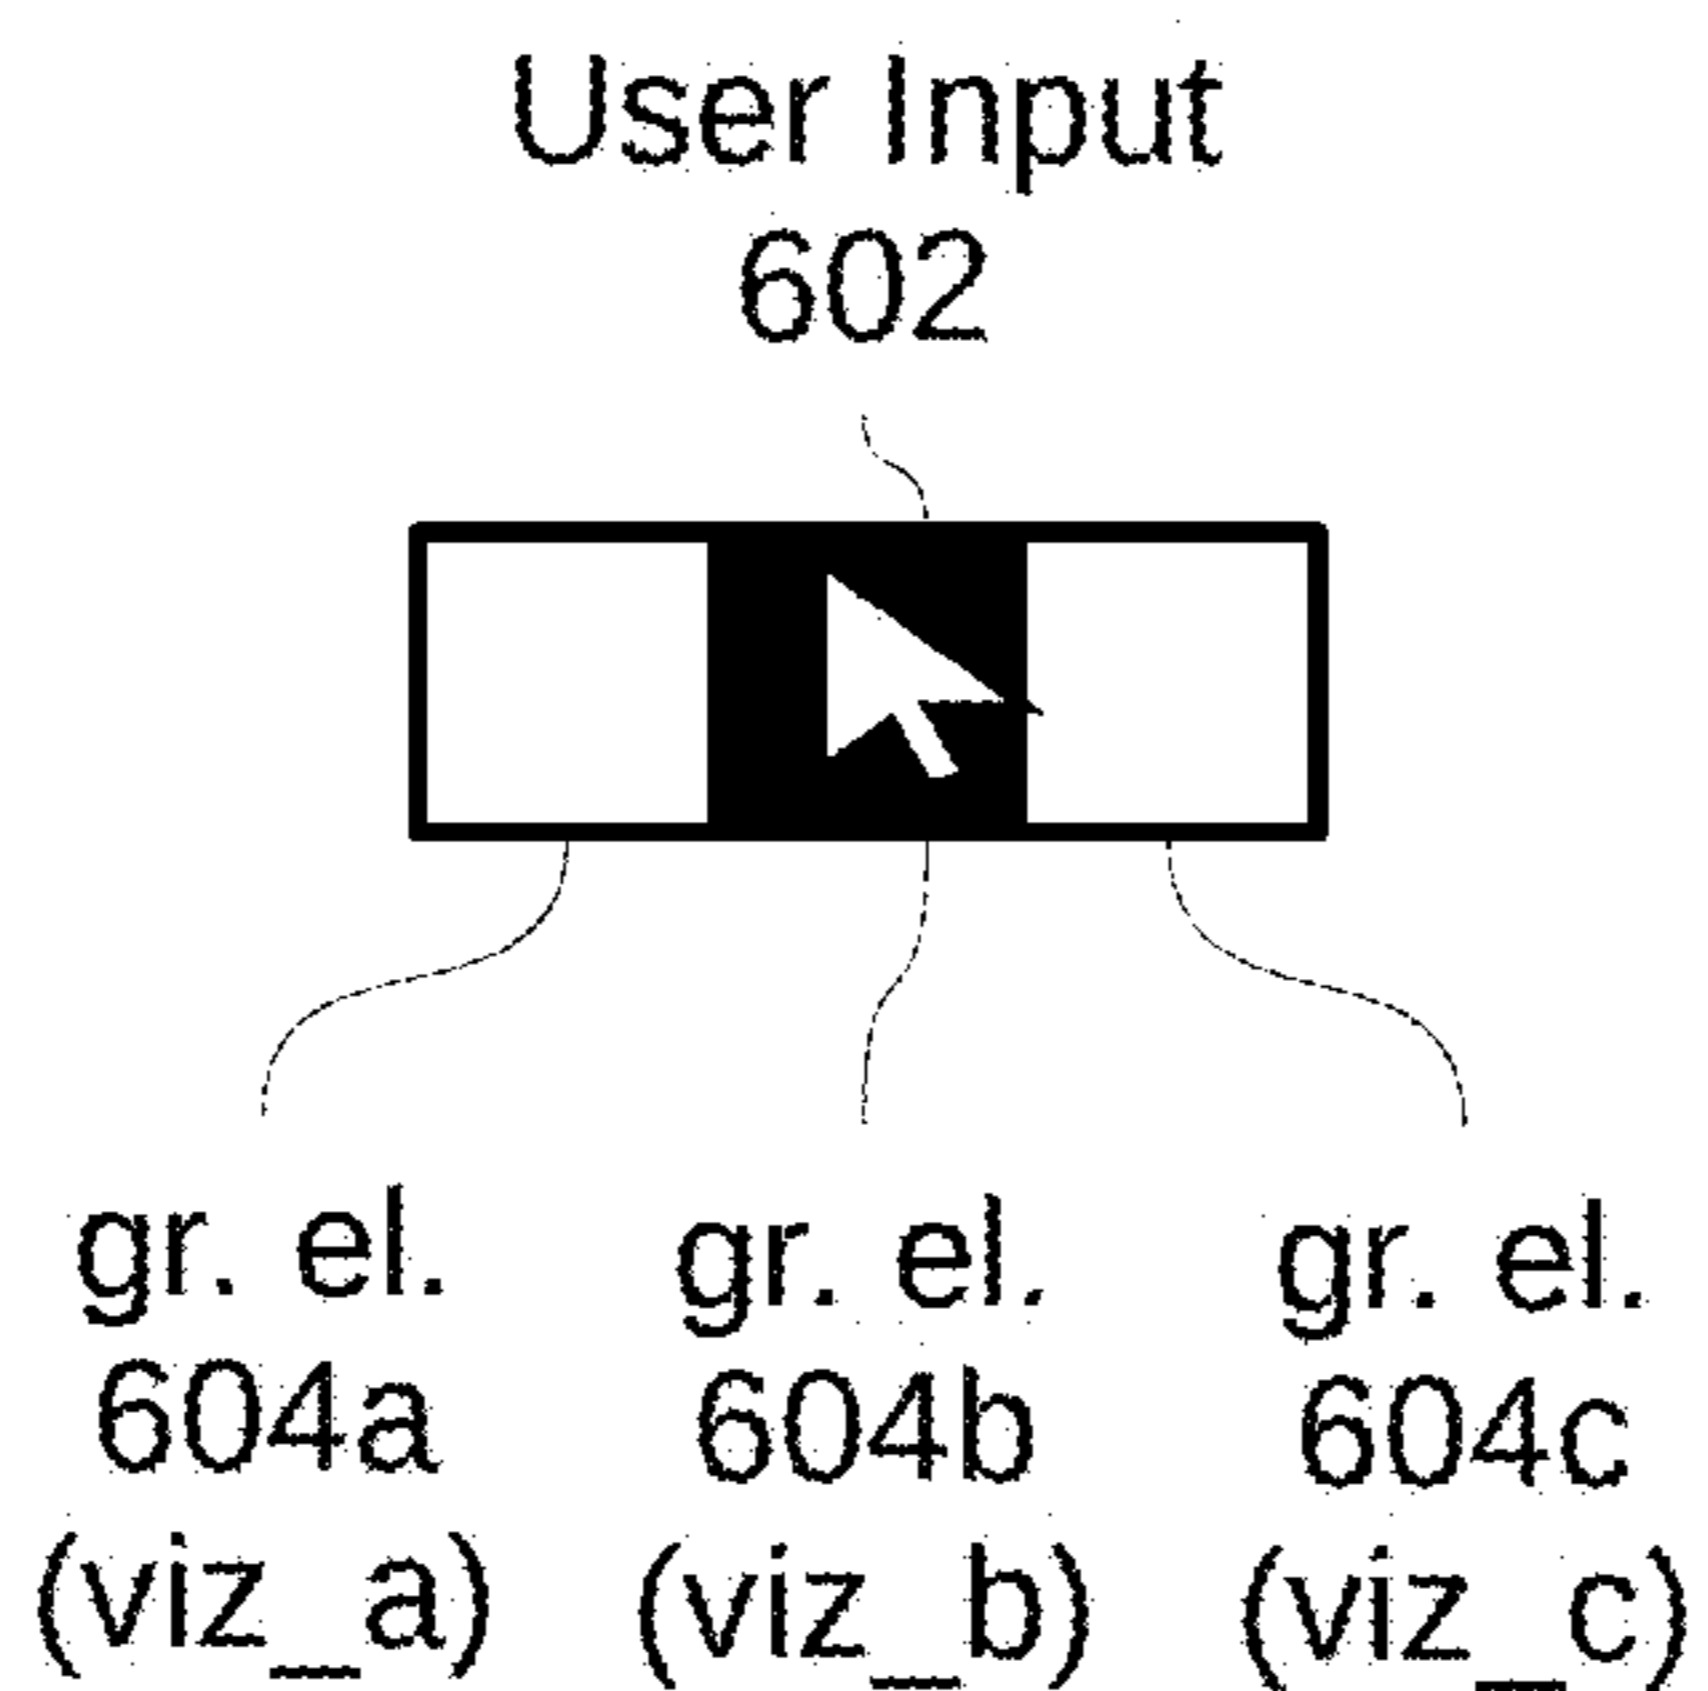 User Input
602
gr. el.
604a
(viz_a)
gr. el.
604b
(viz_b)
gr. el.
604c
(viz_c)